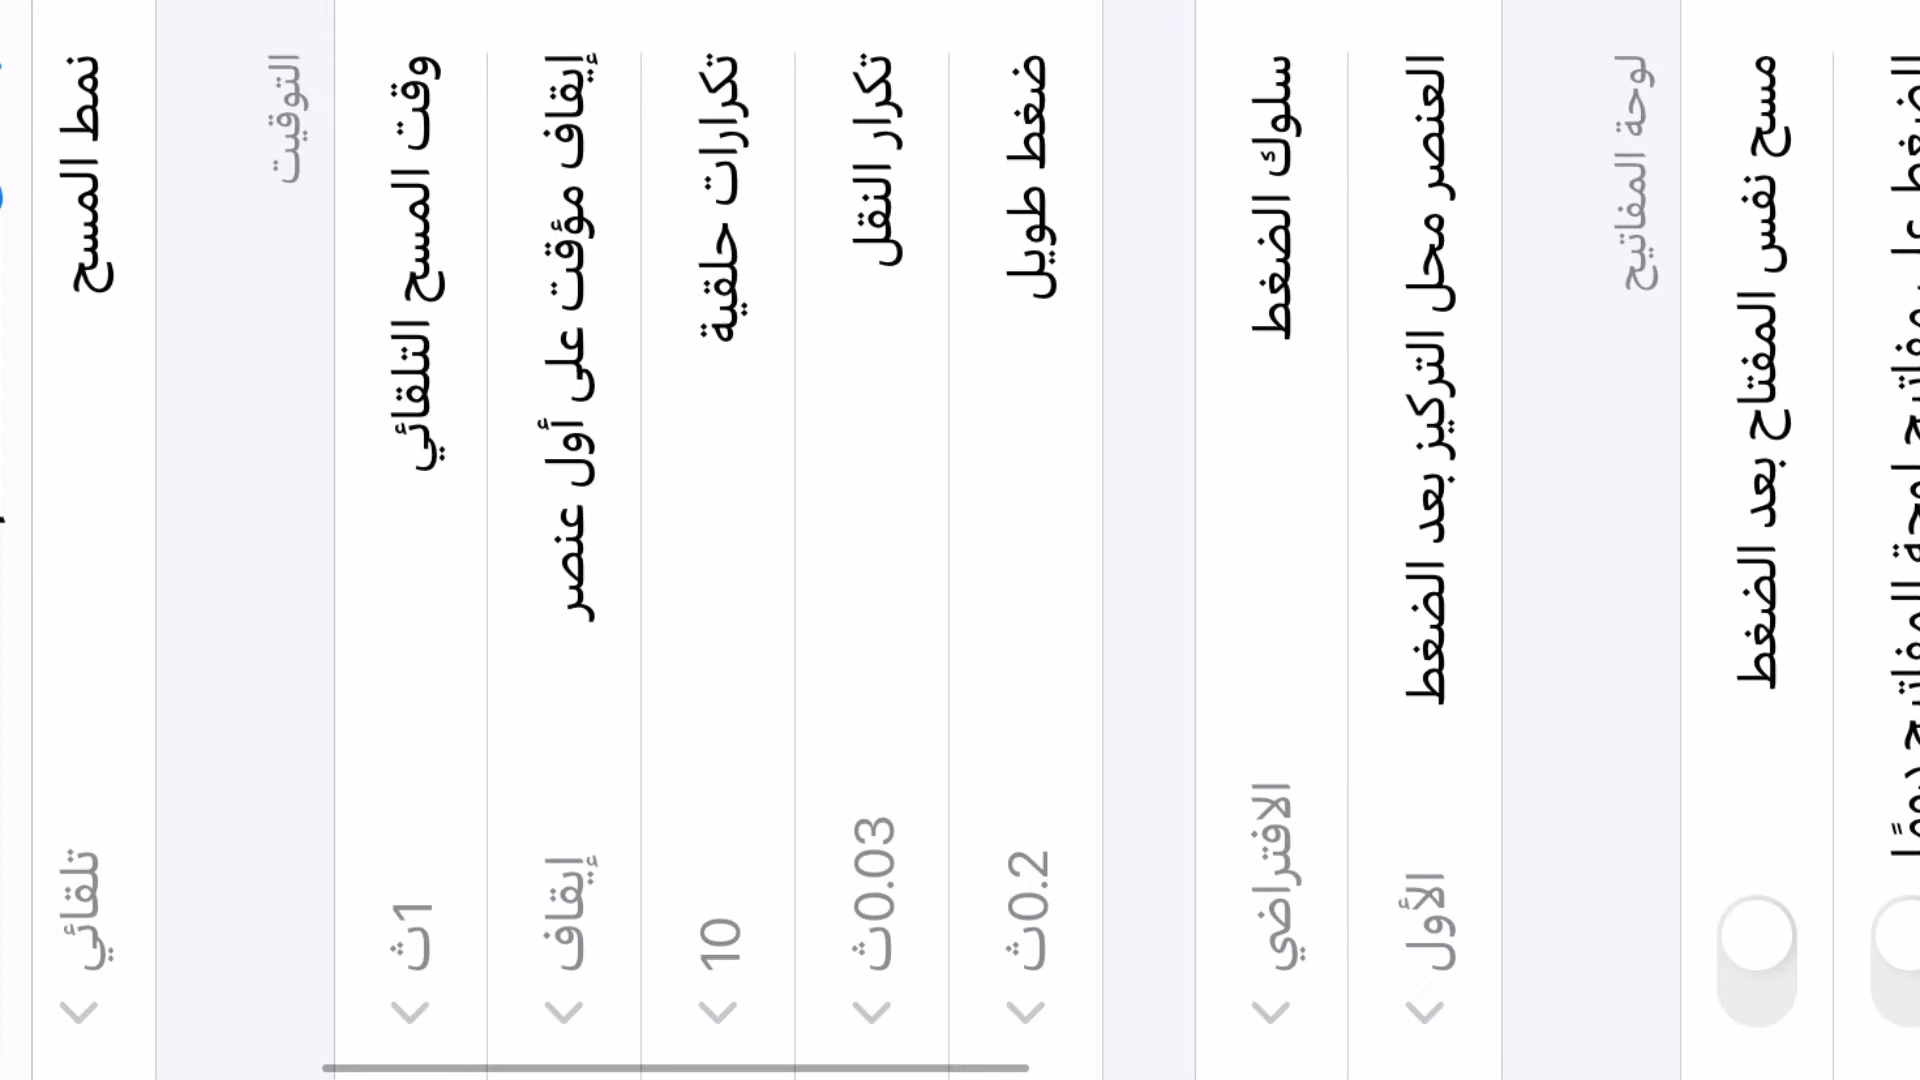 نمط المسح
تلقائي
التوقيت
وقت المسح التلقائي
1ث
إيقاف مؤقت على أول عنصر
إيقاف
تكرارات حلقية
10
تكرار النقل
0.03ث
ضغط طويل
0.2ث
سلوك الضغط
الافتراضي
العنصر محل التركيز بعد الضغط
الأول
لوحة المفاتيح
مسح نفس المفتاح بعد الضغط